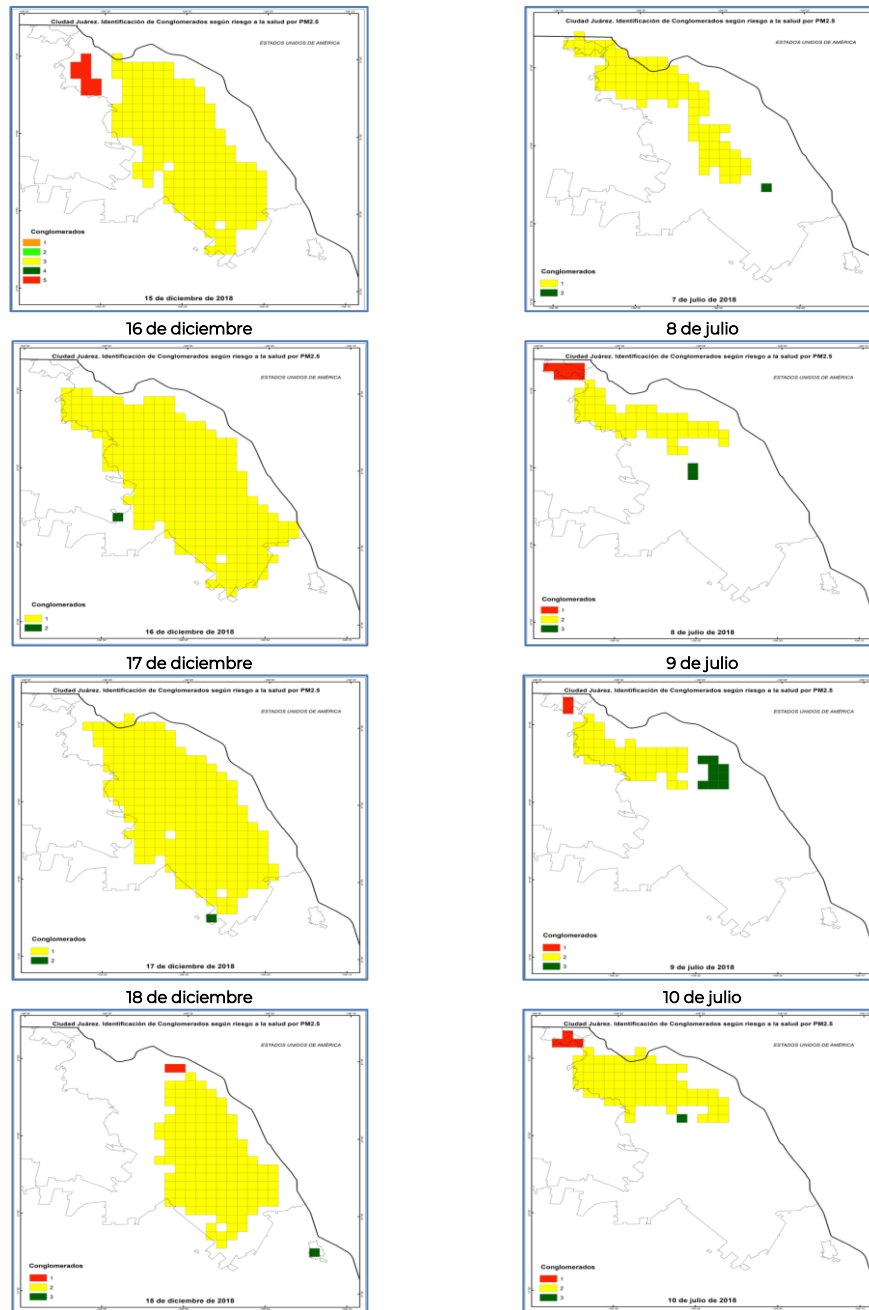 Ciudad Juárez. Identificación de Conglomerados según riesgo a la salud por PM2.5
ESTADOS UNIDOS DE AMÉRICA
Conglomerados
1
2
3
4
5
15 de diciembre de 2018
Ciudad Juárez. Identificación de Conglomerados según riesgo a la salud por PM2.5
ESTADOS UNIDOS DE AMÉRICA
Conglomerados
1
2
7 de julio de 2018
16 de diciembre
8 de julio
Ciudad Juárez. Identificación de Conglomerados según riesgo a la salud por PM2.5
ESTADOS UNIDOS DE AMÉRICA
Conglomerados
1
2
16 de diciembre de 2018
Ciudad Juárez. Identificación de Conglomerados según riesgo a la salud por PM2.5
ESTADOS UNIDOS DE AMÉRICA
Conglomerados
1
2
3
8 de julio de 2018
17 de diciembre
9 de julio
Ciudad Juárez. Identificación de Conglomerados según riesgo a la salud por PM2.5
ESTADOS UNIDOS DE AMÉRICA
Conglomerados
1
2
17 de diciembre de 2018
Ciudad Juárez. Identificación de Conglomerados según riesgo a la salud por PM2.5
ESTADOS UNIDOS DE AMÉRICA
Conglomerados
1
2
3
9 de julio de 2018
18 de diciembre
10 de julio
Ciudad Juárez. Identificación de Conglomerados según riesgo a la salud por PM2.5
ESTADOS UNIDOS DE AMÉRICA
Conglomerados
1
2
3
18 de diciembre de 2018
Ciudad Juárez. Identificación de Conglomerados según riesgo a la salud por PM2.5
ESTADOS UNIDOS DE AMÉRICA
Conglomerados
1
2
3
10 de julio de 2018